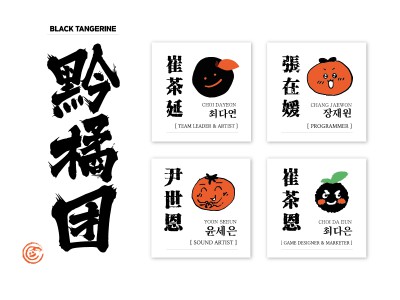 BLACK TANGERINE
黔橘团
崔茶延
CHOI DAYEON
최다연
[ TEAM LEADER & ARTIST ]
張在媛
CHANG JAEWON
장재원
[ PROGRAMMER ]
尹世恩
YOON SEEUN
윤세은
[ SOUND ARTIST ]
崔茶恩
CHOI DA EUN
최다은
[ GAME DESIGNER & MARKETER ]